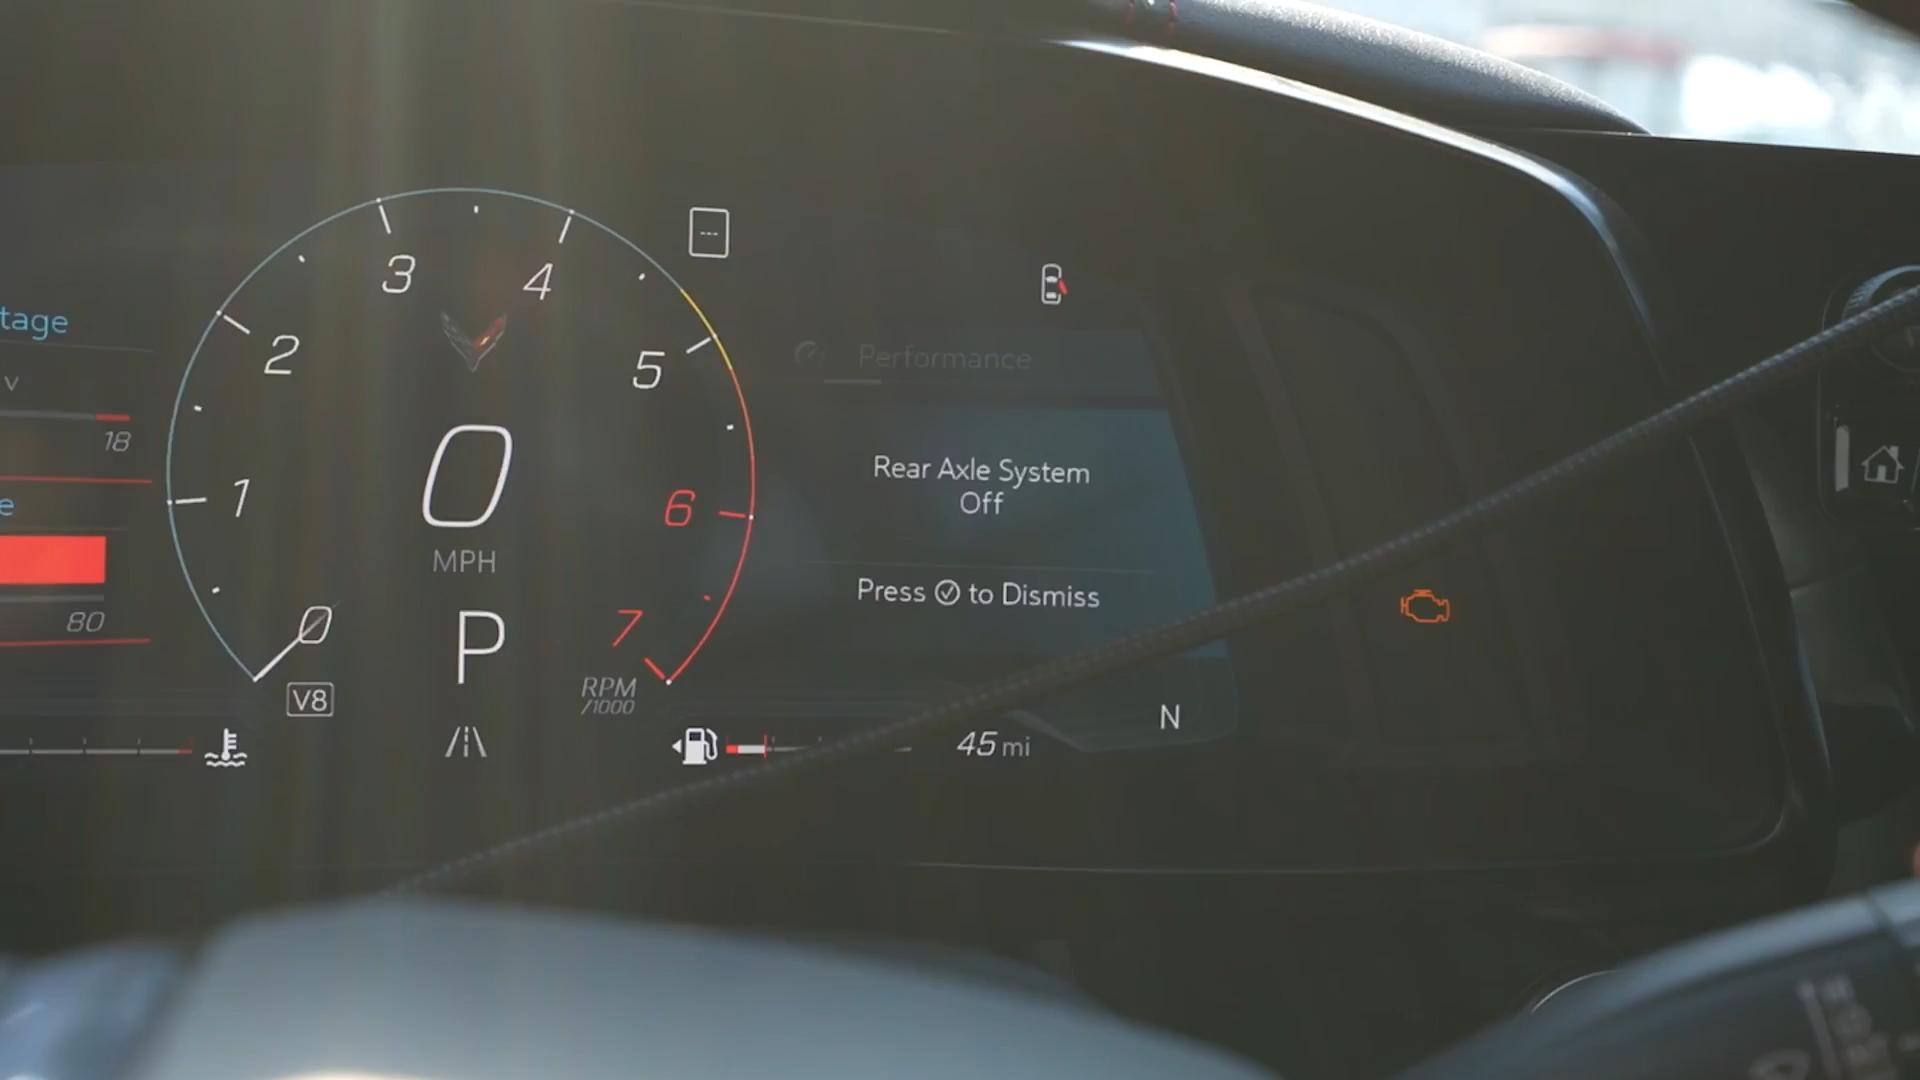 tage
V
18
e
80
0
1
2
3
4
5
6
7
0
MPH
P
V8
RPM
/1000
---
Performance
Rear Axle System
Off
Press to Dismiss
45 mi
N